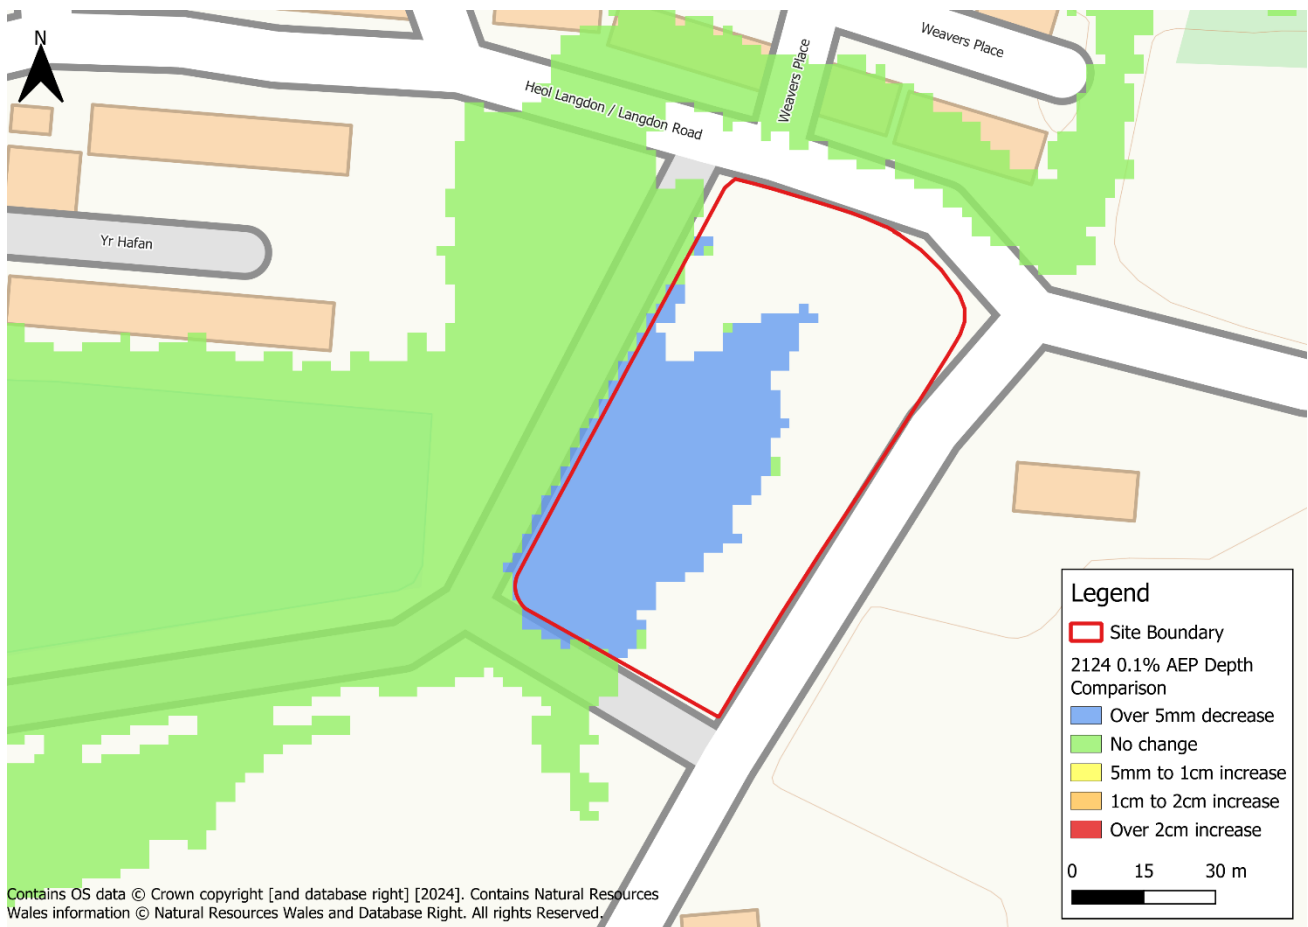 N
Weavers Place
Weavers Place
Heol Langdon / Langdon Road
Yr Hafan
Legend
Site Boundary
2124 0.1% AEP Depth
Comparison
Over 5mm decrease
No change
5mm to 1cm increase
1cm to 2cm increase
Over 2cm increase
0 15 30 m
Contains OS data © Crown copyright [and database right] [2024]. Contains Natural Resources
Wales information © Natural Resources Wales and Database Right. All rights Reserved.